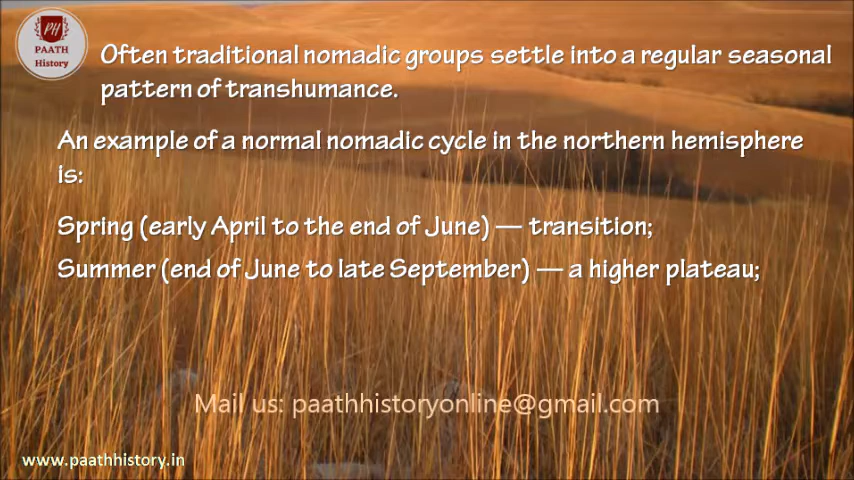 PH
PAATH
History
Often traditional nomadic groups settle into a regular seasonal
pattern of transhumance.
An example of a normal nomadic cycle in the northern hemisphere
is:
Spring (early April to the end of June) — transition;
Summer (end of June to late September) — a higher plateau;
Mail us: paathhistoryonline@gmail.com
www.paathhistory.in